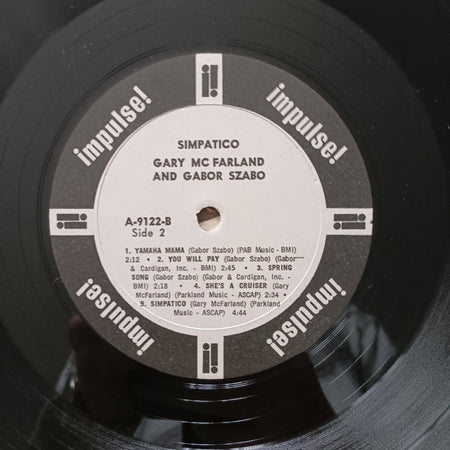 impulse!
impulse!
SIMPATICO
GARY MC FARLAND
AND GABOR SZABO
A-9122-B
Side 2
1. YAMAHA MAMA (Gabor Szabo) (PAB Music - BMI)
2:12 • 2. YOU WILL PAY (Gabor Szabo) (Gabor
& Cardigan, Inc. - BMI) 2:45 • 3. SPRING
SONG (Gabor Szabo) (Gabor & Cardigan, Inc. -
BMI) 2:18 • 4. SHE'S A CRUISER (Gary
McFarland) (Parkland Music - ASCAP) 2:34 •
5. SIMPATICO (Gary McFarland) (Parkland
Music - ASCAP) 4:44
impulse!
impulse!